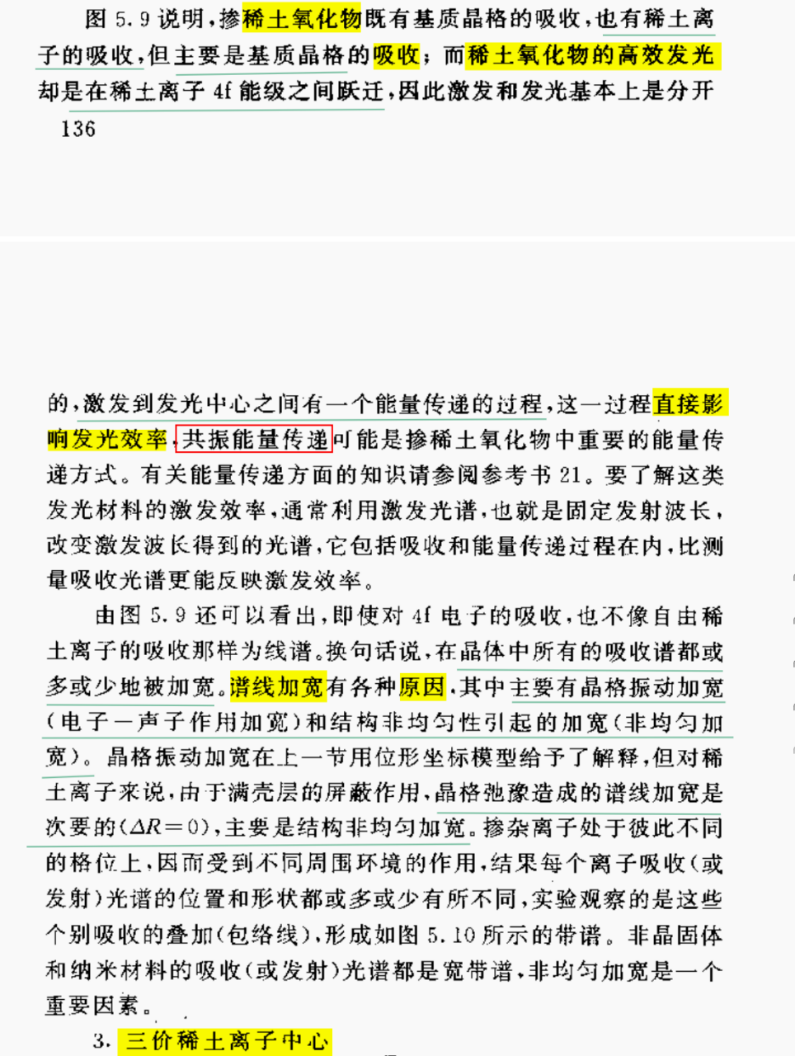 图 5.9 说明,掺稀土氧化物既有基质晶格的吸收,也有稀土离
子的吸收,但主要是基质晶格的吸收；而稀土氧化物的高效发光
却是在稀土离子 4f 能级之间跃迁,因此激发和发光基本上是分开
136
的,激发到发光中心之间有一个能量传递的过程,这一过程直接影
响发光效率,共振能量传递可能是掺稀土氧化物中重要的能量传
递方式。有关能量传递方面的知识请参阅参考书 21。要了解这类
发光材料的激发效率,通常利用激发光谱,也就是固定发射波长,
改变激发波长得到的光谱,它包括吸收和能量传递过程在内,比测
量吸收光谱更能反映激发效率。
由图 5.9 还可以看出,即使对 4f 电子的吸收,也不像自由稀
土离子的吸收那样为线谱。换句话说,在晶体中所有的吸收谱都或
多或少地被加宽。谱线加宽有各种原因,其中主要有晶格振动加宽
(电子－声子作用加宽)和结构非均匀性引起的加宽(非均匀加
宽)。晶格振动加宽在上一节用位形坐标模型给予了解释,但对稀
土离子来说,由于满壳层的屏蔽作用,晶格弛豫造成的谱线加宽是
次要的(ΔR=0),主要是结构非均匀加宽。掺杂离子处于彼此不同
的格位上,因而受到不同周围环境的作用,结果每个离子吸收(或
发射)光谱的位置和形状都或多或少有所不同,实验观察的是这些
个别吸收的叠加(包络线),形成如图 5.10 所示的带谱。非晶固体
和纳米材料的吸收(或发射)光谱都是宽带谱,非均匀加宽是一个
重要因素。
3. 三价稀土离子中心